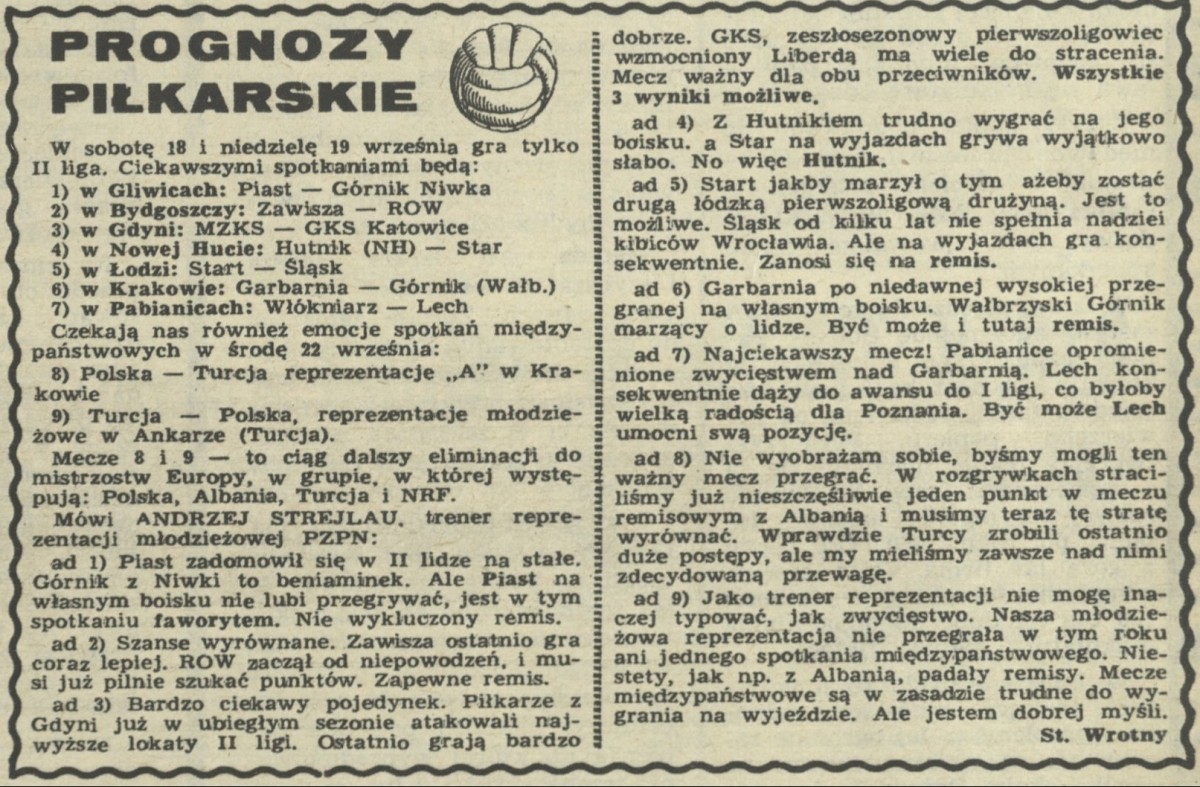 PROGNOZY
PIŁKARSKIE
W sobotę 18 i niedzielę 19 września gra tylko
II liga. Ciekawszymi spotkaniami będą:
1) w Gliwicach: Piast — Górnik Niwka
2) w Bydgoszczy: Zawisza — ROW
3) w Gdyni: MZKS — GKS Katowice
4) w Nowej Hucie: Hutnik (NH) — Star
5) w Łodzi: Start — Śląsk
6) w Krakowie: Garbarnia — Górnik (Wałb.)
7) w Pabianicach: Włókniarz — Lech
Czekają nas również emocje spotkań między-
państwowych w środę 22 września:
8) Polska — Turcja reprezentacje „A” w Kra-
kowie
9) Turcja — Polska, reprezentacje młodzie-
żowe w Ankarze (Turcja).
Mecze 8 i 9 — to ciąg dalszy eliminacji do
mistrzostw Europy, w grupie, w której wystę-
pują: Polska, Albania, Turcja i NRF.
Mówi ANDRZEJ STREJLAU, trener repre-
zentacji młodzieżowej PZPN:
ad 1) Piast zadomowił się w II lidze na stałe.
Górnik z Niwki to beniaminek. Ale Piast na
własnym boisku nie lubi przegrywać, jest w tym
spotkaniu faworytem. Nie wykluczony remis.
ad 2) Szanse wyrównane. Zawisza ostatnio gra
coraz lepiej. ROW zaczął od niepowodzeń, i mu-
si już pilnie szukać punktów. Zapewne remis.
ad 3) Bardzo ciekawy pojedynek. Piłkarze z
Gdyni już w ubiegłym sezonie atakowali naj-
wyższe lokaty II ligi. Ostatnio grają bardzo
dobrze. GKS, zeszłosezonowy pierwszoligowiec
wzmocniony Liberdą ma wiele do stracenia.
Mecz ważny dla obu przeciwników. Wszystkie
3 wyniki możliwe.
ad 4) Z Hutnikiem trudno wygrać na jego
boisku. a Star na wyjazdach grywa wyjątkowo
słabo. No więc Hutnik.
ad 5) Start jakby marzył o tym ażeby zostać
drugą łódzką pierwszoligową drużyną. Jest to
możliwe. Śląsk od kilku lat nie spełnia nadziei
kibiców Wrocławia. Ale na wyjazdach gra kon-
sekwentnie. Zanosi się na remis.
ad 6) Garbarnia po niedawnej wysokiej prze-
granej na własnym boisku. Wałbrzyski Górnik
marzący o lidze. Być może i tutaj remis.
ad 7) Najciekawszy mecz! Pabianice opromie-
nione zwycięstwem nad Garbarnią. Lech kon-
sekwentnie dąży do awansu do I ligi, co byłoby
wielką radością dla Poznania. Być może Lech
umocni swą pozycję.
ad 8) Nie wyobrażam sobie, byśmy mogli ten
ważny mecz przegrać. W rozgrywkach straci-
liśmy już nieszczęśliwie jeden punkt w meczu
remisowym z Albanią i musimy teraz tę stratę
wyrównać. Wprawdzie Turcy zrobili ostatnio
duże postępy, ale my mieliśmy zawsze nad nimi
zdecydowaną przewagę.
ad 9) Jako trener reprezentacji nie mogę ina-
czej typować, jak zwycięstwo. Nasza młodzie-
żowa reprezentacja nie przegrała w tym roku
ani jednego spotkania międzypaństwowego. Nie-
stety, jak np. z Albanią, padały remisy. Mecze
międzypaństwowe są w zasadzie trudne do wy-
grania na wyjeździe. Ale jestem dobrej myśli.
St. Wrotny